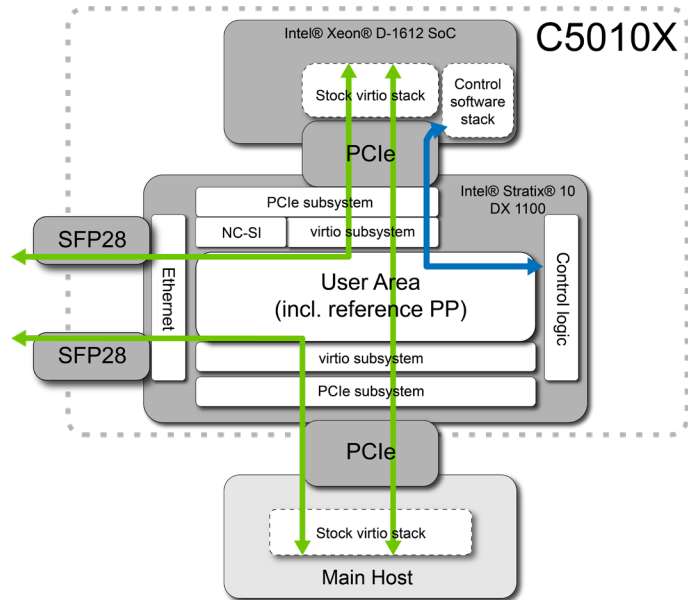 Intel® Xeon® D-1612 SoC
C5010X
Stock virtio stack
Control
software
stack
PCIe
Intel® Stratix® 10
DX 1100
PCIe subsystem
NC-SI
virtio subsystem
SFP28
Ethernet
User Area
(incl. reference PP)
Control logic
SFP28
virtio subsystem
PCIe subsystem
PCIe
Stock virtio stack
Main Host